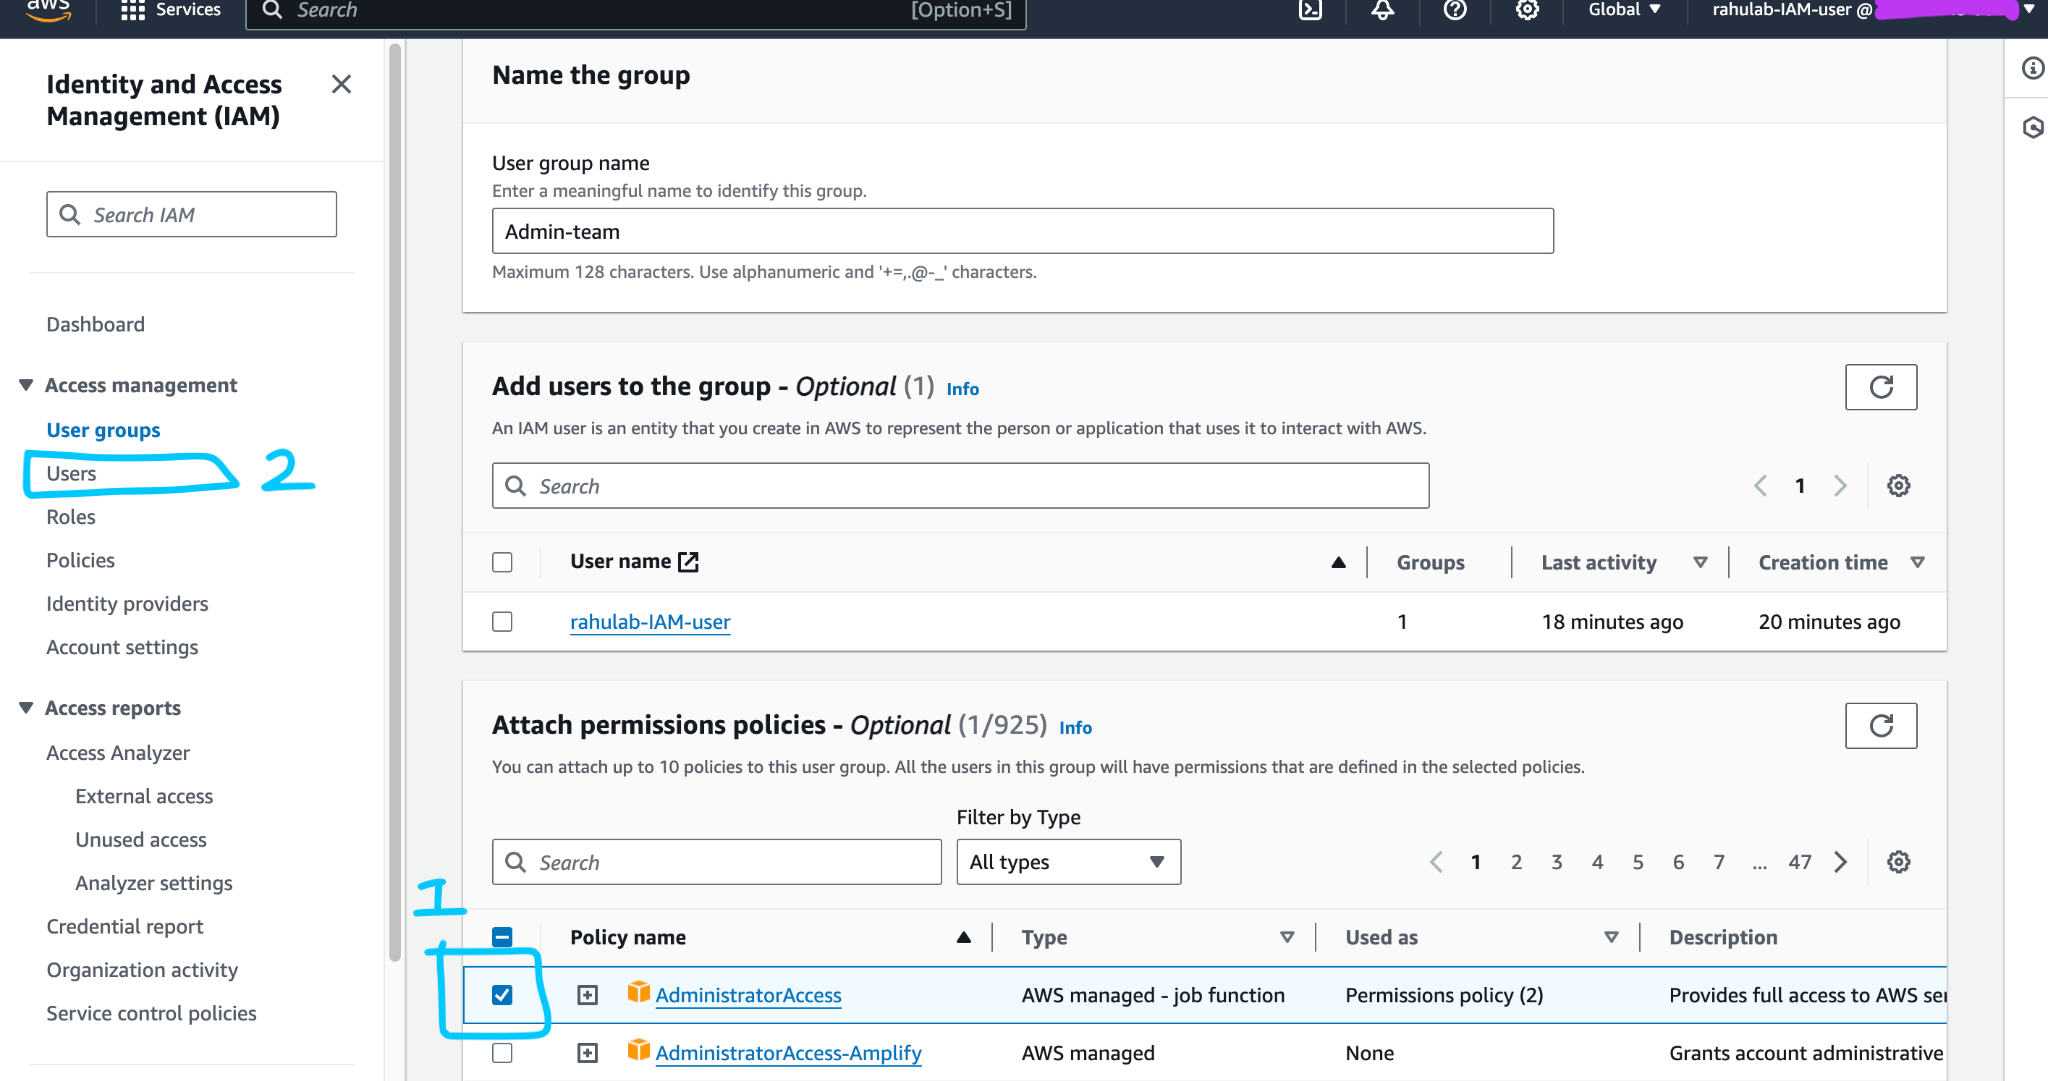 aws
Services
Search
[Option+S]
Global
rahulab-IAM-user @
Identity and Access
Management (IAM)
Search IAM
Dashboard
Access management
User groups
Users
2
Roles
Policies
Identity providers
Account settings
Access reports
Access Analyzer
External access
Unused access
Analyzer settings
Credential report
Organization activity
Service control policies
Name the group
User group name
Enter a meaningful name to identify this group.
Admin-team
Maximum 128 characters. Use alphanumeric and '+=,.@-_' characters.
Add users to the group - Optional (1) Info
An IAM user is an entity that you create in AWS to represent the person or application that uses it to interact with AWS.
Search
1
User name Groups Last activity Creation time
rahulab-IAM-user 1 18 minutes ago 20 minutes ago
Attach permissions policies - Optional (1/925) Info
You can attach up to 10 policies to this user group. All the users in this group will have permissions that are defined in the selected policies.
Filter by Type
Search All types 1 2 3 4 5 6 7 ... 47
1
Policy name Type Used as Description
AdministratorAccess AWS managed - job function Permissions policy (2) Provides full access to AWS
AdministratorAccess-Amplify AWS managed None Grants account administrative